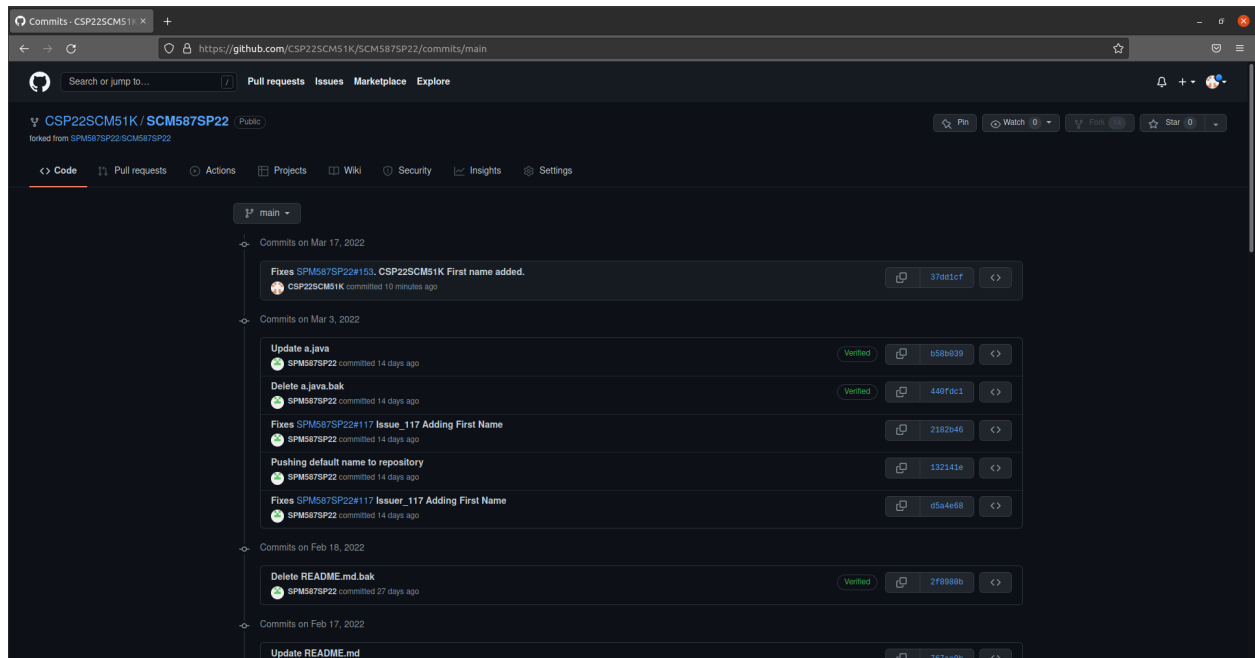 Commits · CSP22SCM51K
https://github.com/CSP22SCM51K/SCM587SP22/commits/main
Search or jump to... / Pull requests Issues Marketplace Explore
CSP22SCM51K / SCM587SP22 Public
Pin Watch 0 Fork Star 0
forked from SPM587SP22/SCM587SP22
Code Pull requests Actions Projects Wiki Security Insights Settings
main
Commits on Mar 17, 2022
Fixes SPM587SP22#153. CSP22SCM51K First name added.
CSP22SCM51K committed 10 minutes ago
37dd1cf
Commits on Mar 3, 2022
Update a.java
SPM587SP22 committed 14 days ago
Verified b58b039
Delete a.java.bak
SPM587SP22 committed 14 days ago
Verified 440fdc1
Fixes SPM587SP22#117 Issue_117 Adding First Name
SPM587SP22 committed 14 days ago
2182b46
Pushing default name to repository
SPM587SP22 committed 14 days ago
132141e
Fixes SPM587SP22#117 Issuer_117 Adding First Name
SPM587SP22 committed 14 days ago
d5a4e68
Commits on Feb 18, 2022
Delete README.md.bak
SPM587SP22 committed 27 days ago
Verified 2f8980b
Commits on Feb 17, 2022
Update README.md